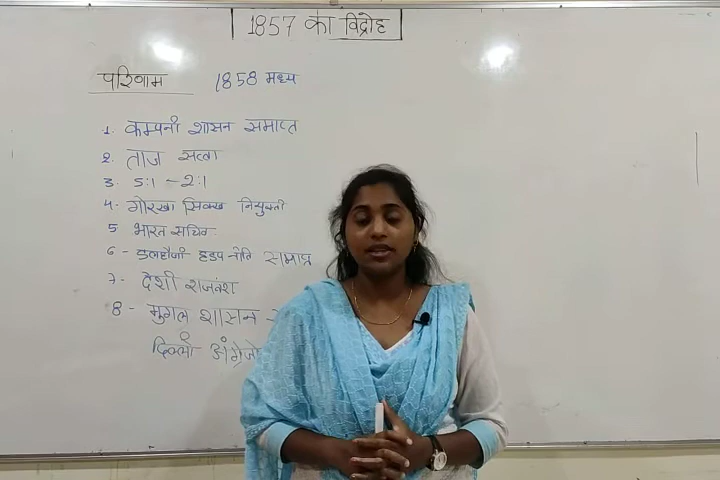 1857 का विद्रोह
परिणाम 1858 मध्य
1. कम्पनी शासन समाप्त
2. ताज सत्ता
3. 5:1 – 2:1
4- गोरखा सिक्ख नियुक्ती
5 भारत सचिव
6- डलहौजी हडप नीति समाप्त
7- देशी राजवंश
8- मुगल शासन -
दिल्ली अंग्रेजो